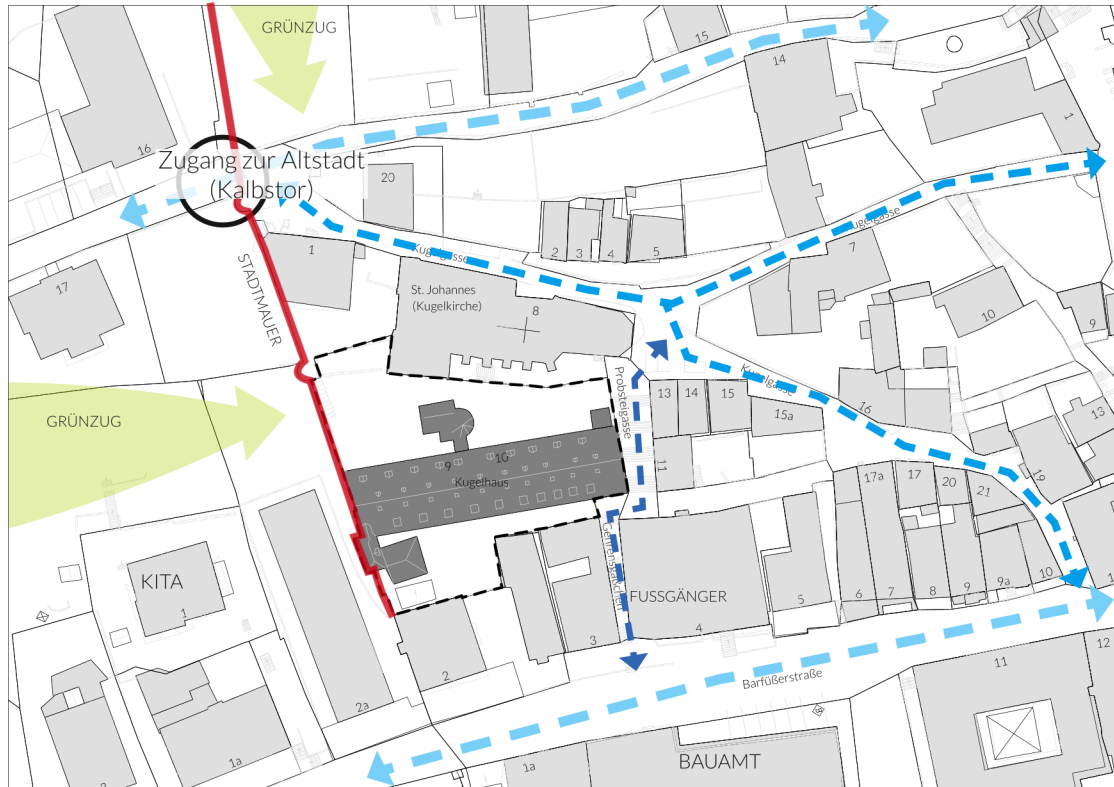 GRÜNZUG
15
14
1
16
Zugang zur Altstadt
(Kalbstor)
20
Kugelgasse
Kugelgasse
1
2
3
4
5
7
STADTMAUER
17
St. Johannes
(Kugelkirche)
8
10
9
GRÜNZUG
Probsteigasse
Kugelgasse
13
14
15
15a
16
13
11
9
10
Kugelhaus
17a
17
20
21
19
Gehrensgässchen
KITA
1
FUSSGÄNGER
5
6
7
8
9
9a
10
3
4
2
2a
Barfüßerstraße
11
12
1a
1a
BAUAMT